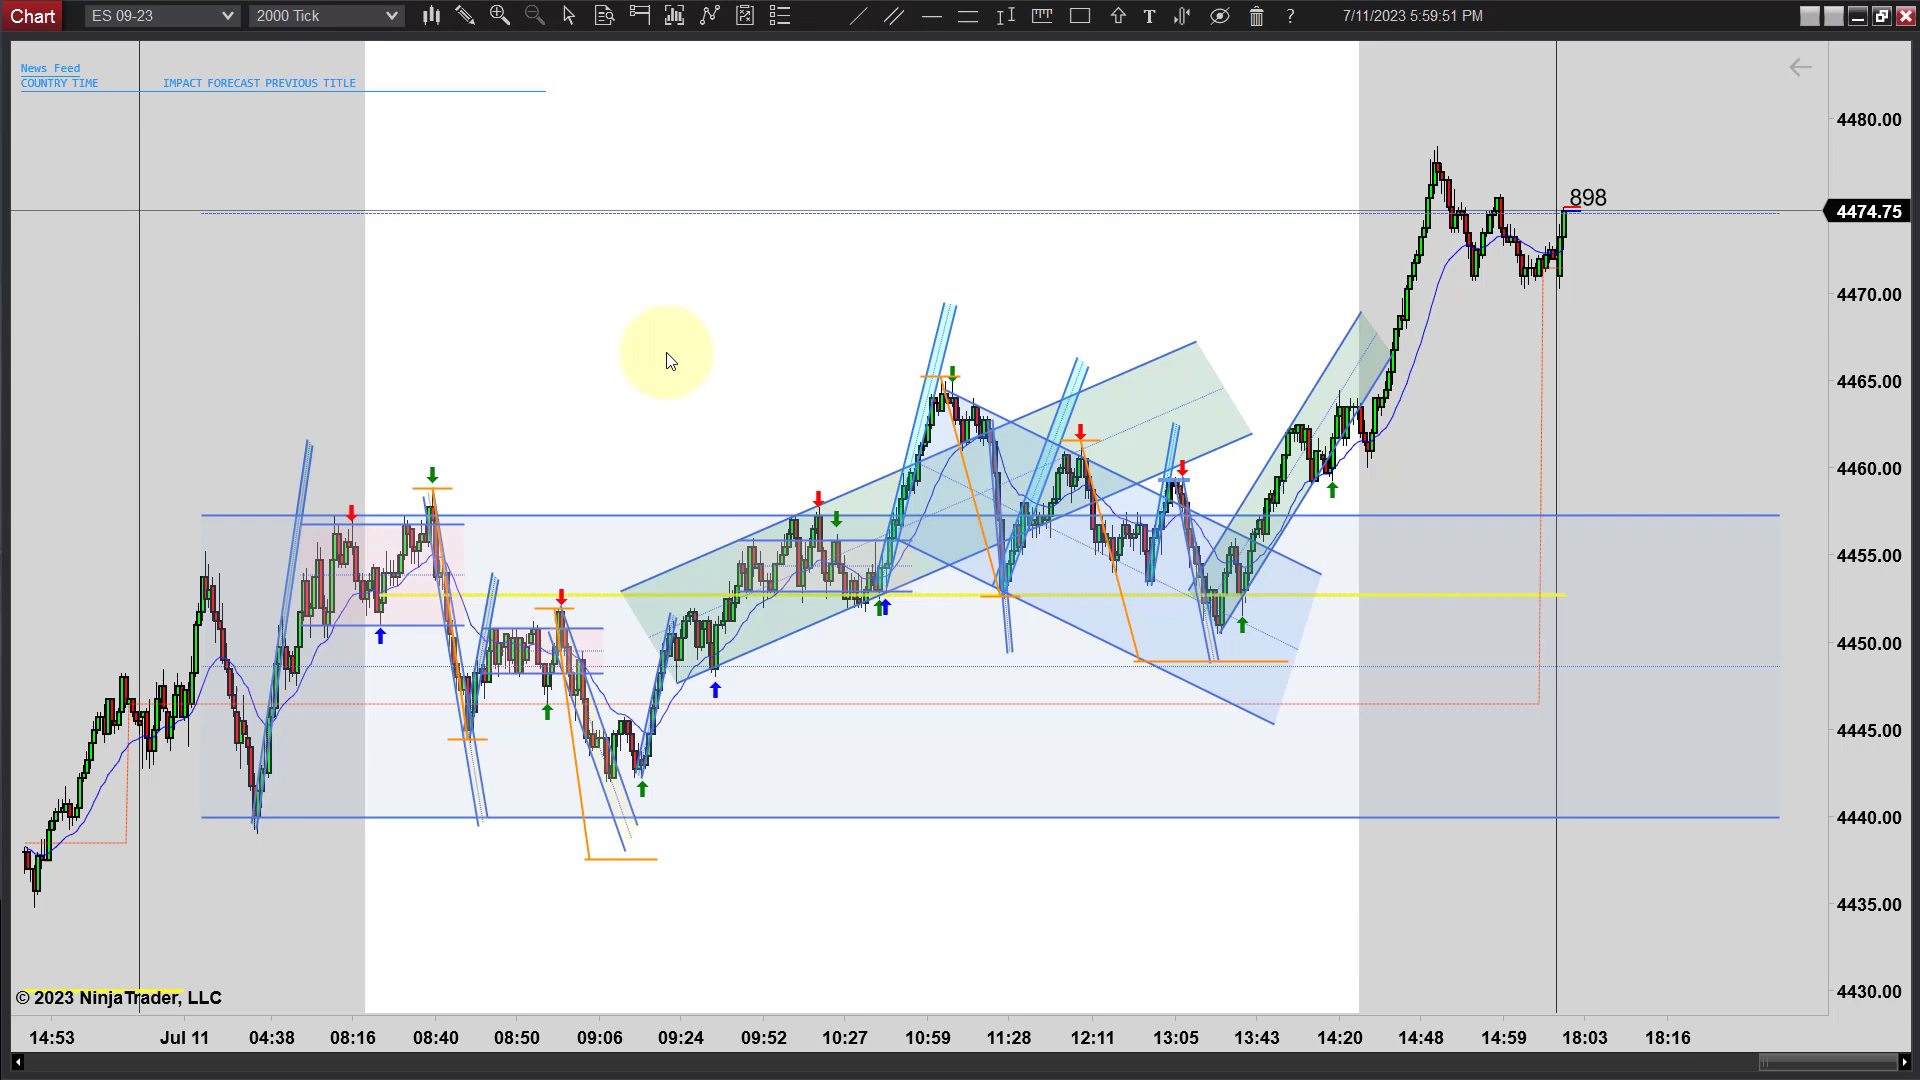 Chart ES 09-23 2000 Tick T ? 7/11/2023 5:59:51 PM
News Feed
COUNTRY TIME IMPACT FORECAST PREVIOUS TITLE
4480.00
898
4474.75
4470.00
4465.00
4460.00
4455.00
4450.00
4445.00
4440.00
4435.00
4430.00
© 2023 NinjaTrader, LLC
14:53 Jul 11 04:38 08:16 08:40 08:50 09:06 09:24 09:52 10:27 10:59 11:28 12:11 13:05 13:43 14:20 14:48 14:59 18:03 18:16